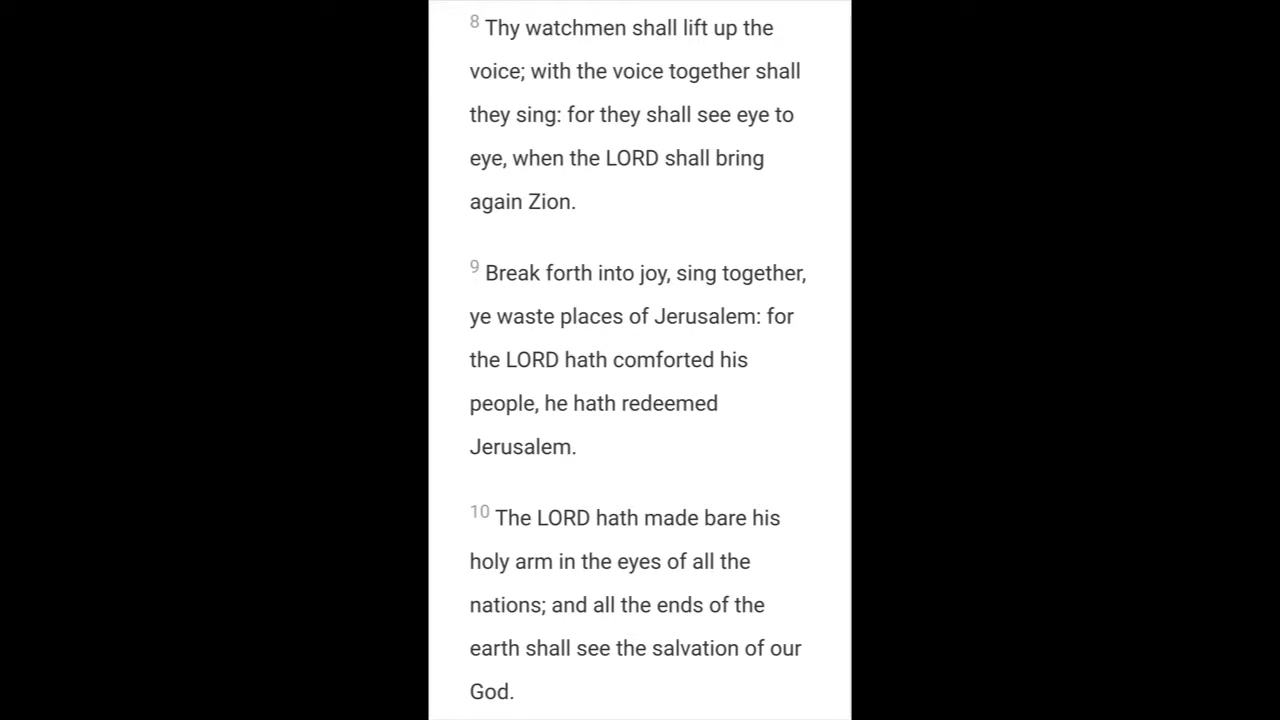 8 Thy watchmen shall lift up the
voice; with the voice together shall
they sing: for they shall see eye to
eye, when the LORD shall bring
again Zion.
9 Break forth into joy, sing together,
ye waste places of Jerusalem: for
the LORD hath comforted his
people, he hath redeemed
Jerusalem.
10 The LORD hath made bare his
holy arm in the eyes of all the
nations; and all the ends of the
earth shall see the salvation of our
God.